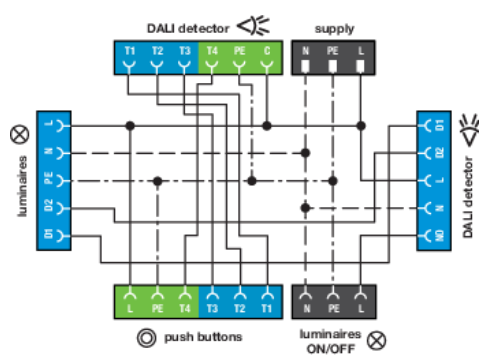 DALI detector
supply
T1 T2 T3 T4 PE C
N PE L
luminaires
L
N
PE
D2
D1
D1
D2
L
N
NO
DALI detector
L PE T4 T3 T2 T1
N PE L
push buttons
luminaires
ON/OFF